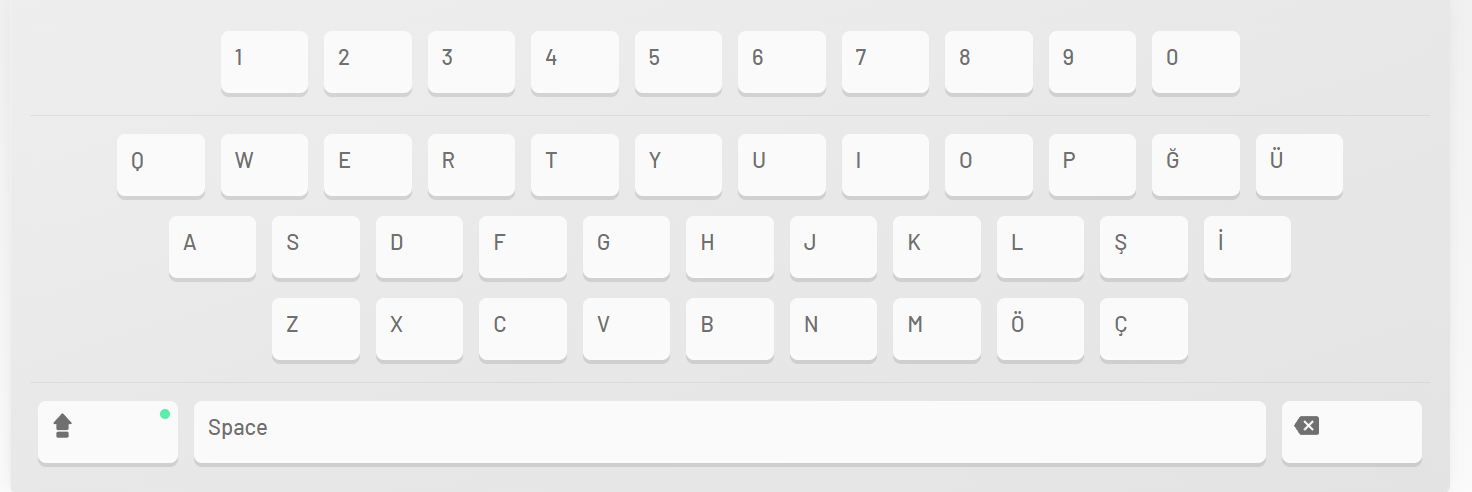 1 2 3 4 5 6 7 8 9 0
Q W E R T Y U I O P Ğ Ü
A S D F G H J K L Ş İ
Z X C V B N M Ö Ç
Space